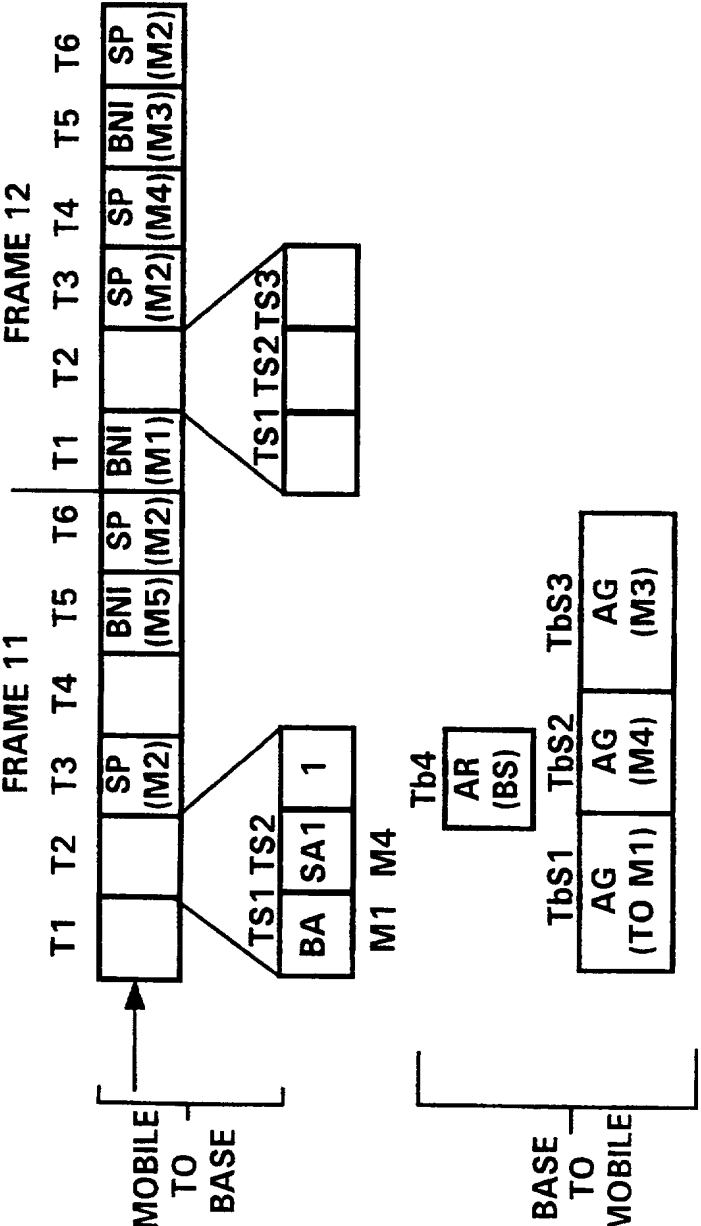 FRAME 11
FRAME 12
T1 T2 T3 T4 T5 T6 T1 T2 T3 T4 T5 T6
SP
(M2)
BNI
(M5)
SP
(M2)
BNI
(M1)
SP
(M2)
SP
(M4)
BNI
(M3)
SP
(M2)
MOBILE
TO
BASE
TS1 TS2
BA SA1 1
M1 M4
TS1 TS2 TS3
Tb4
AR
(BS)
TbS1 TbS2 TbS3
AG
(TO M1)
AG
(M4)
AG
(M3)
BASE
TO
MOBILE